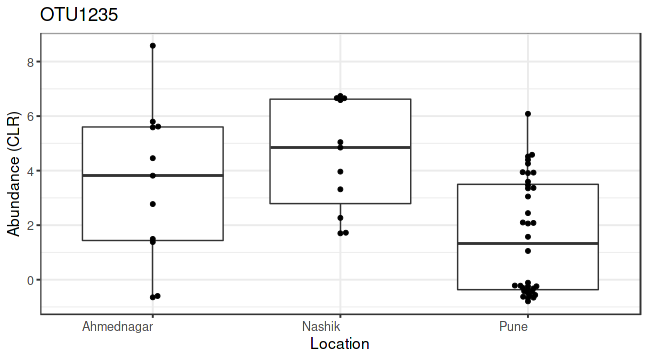 OTU1235
Abundance (CLR)
8
6
4
2
0
Ahmednagar
Nashik
Pune
Location